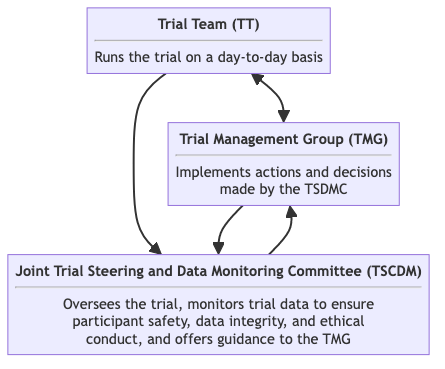 Trial Team (TT)
Runs the trial on a day-to-day basis
Trial Management Group (TMG)
Implements actions and decisions
made by the TSDMC
Joint Trial Steering and Data Monitoring Committee (TSCDM)
Oversees the trial, monitors trial data to ensure
participant safety, data integrity, and ethical
conduct, and offers guidance to the TMG